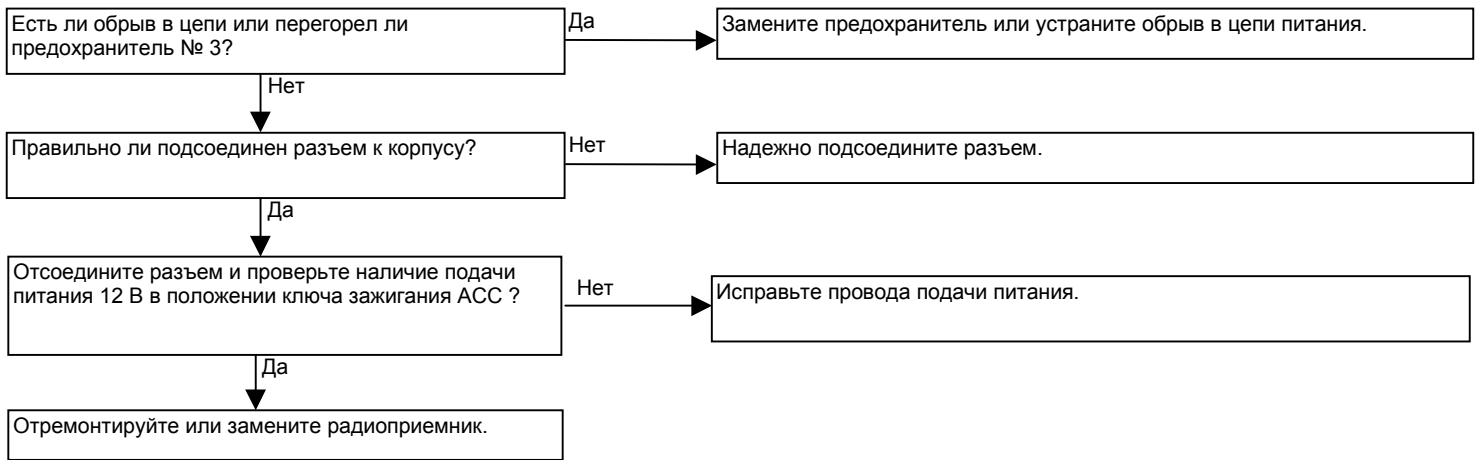 Есть ли обрыв в цепи или перегорел ли
предохранитель № 3?
Да
Замените предохранитель или устраните обрыв в цепи питания.
Нет
Правильно ли подсоединен разъем к корпусу?
Нет
Надежно подсоедините разъем.
Да
Отсоедините разъем и проверьте наличие подачи
питания 12 В в положении ключа зажигания ACC ?
Нет
Исправьте провода подачи питания.
Да
Отремонтируйте или замените радиоприемник.